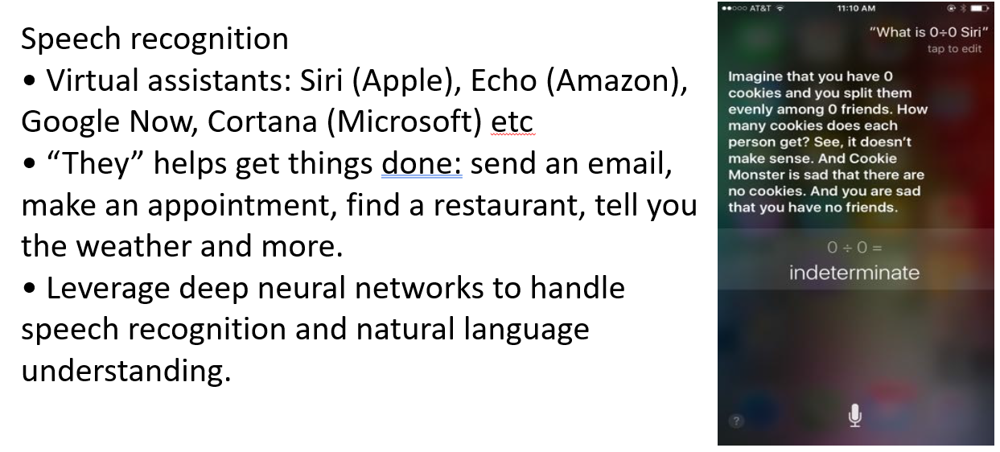 Speech recognition
• Virtual assistants: Siri (Apple), Echo (Amazon),
Google Now, Cortana (Microsoft) etc
• “They” helps get things done: send an email,
make an appointment, find a restaurant, tell you
the weather and more.
• Leverage deep neural networks to handle
speech recognition and natural language
understanding.
AT&T 11:10 AM
“What is 0÷0 Siri”
tap to edit
Imagine that you have 0
cookies and you split them
evenly among 0 friends. How
many cookies does each
person get? See, it doesn’t
make sense. And Cookie
Monster is sad that there are
no cookies. And you are sad
that you have no friends.
0 ÷ 0 =
indeterminate
?